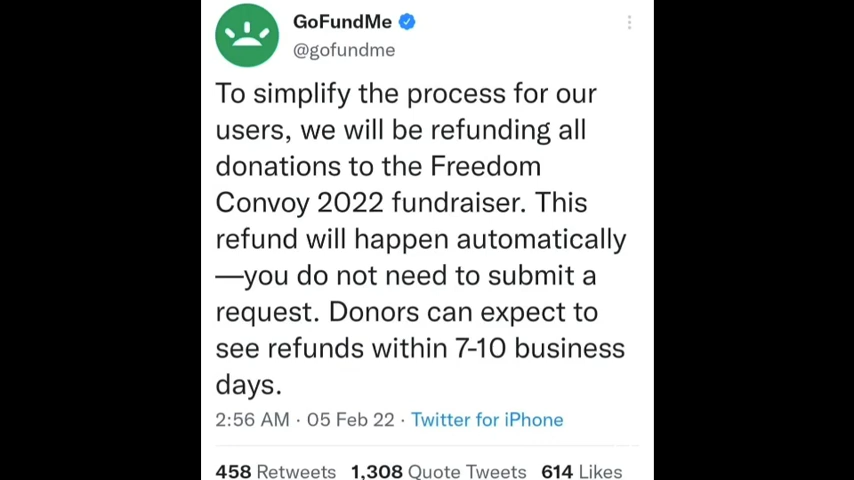 GoFundMe
@gofundme
To simplify the process for our
users, we will be refunding all
donations to the Freedom
Convoy 2022 fundraiser. This
refund will happen automatically
—you do not need to submit a
request. Donors can expect to
see refunds within 7-10 business
days.
2:56 AM · 05 Feb 22 · Twitter for iPhone
458 Retweets 1,308 Quote Tweets 614 Likes